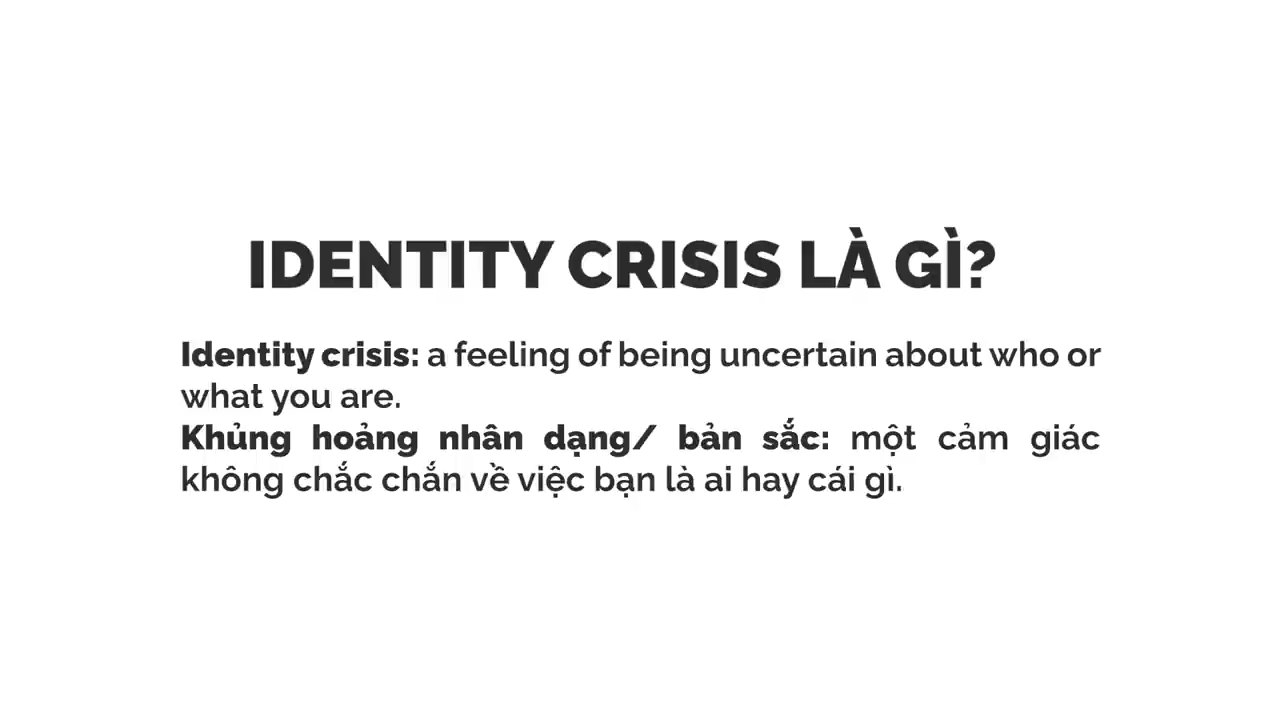 IDENTITY CRISIS LÀ GÌ?
Identity crisis: a feeling of being uncertain about who or
what you are.
Khủng hoảng nhân dạng/ bản sắc: một cảm giác
không chắc chắn về việc bạn là ai hay cái gì.